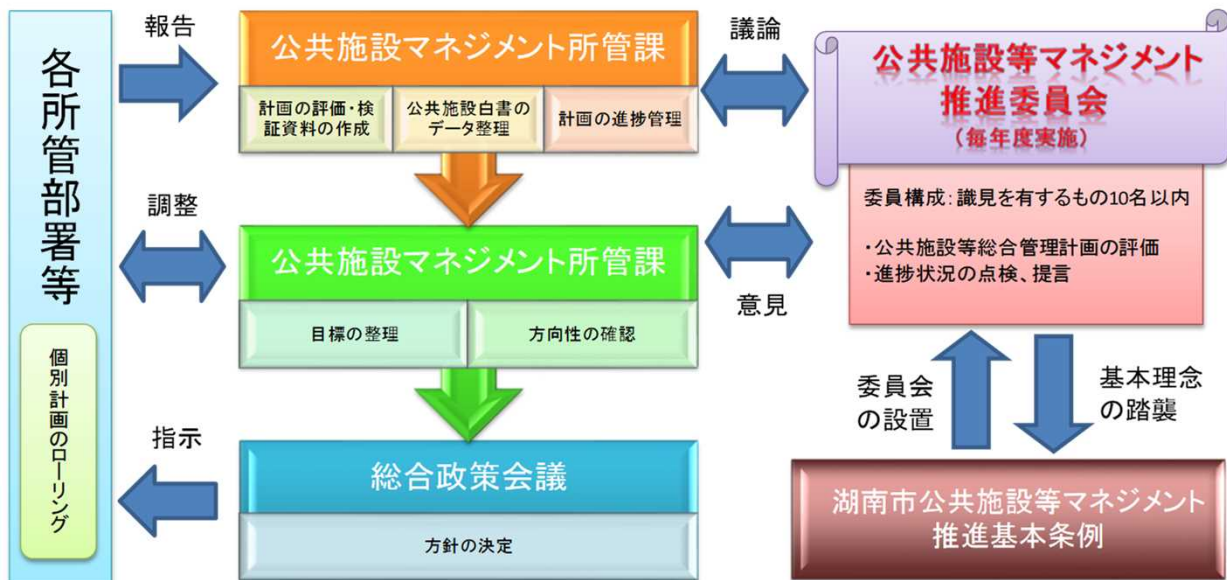 各所管部署等
個別計画のローリング
報告
公共施設マネジメント所管課
計画の評価・検
証資料の作成
公共施設白書の
データ整理
計画の進捗管理
議論
公共施設等マネジメント
推進委員会
(毎年度実施)
委員構成:識見を有するもの10名以内
・公共施設等総合管理計画の評価
・進捗状況の点検、提言
調整
公共施設マネジメント所管課
目標の整理
方向性の確認
意見
指示
総合政策会議
方針の決定
委員会
の設置
基本理念
の踏襲
湖南市公共施設等マネジメント
推進基本条例